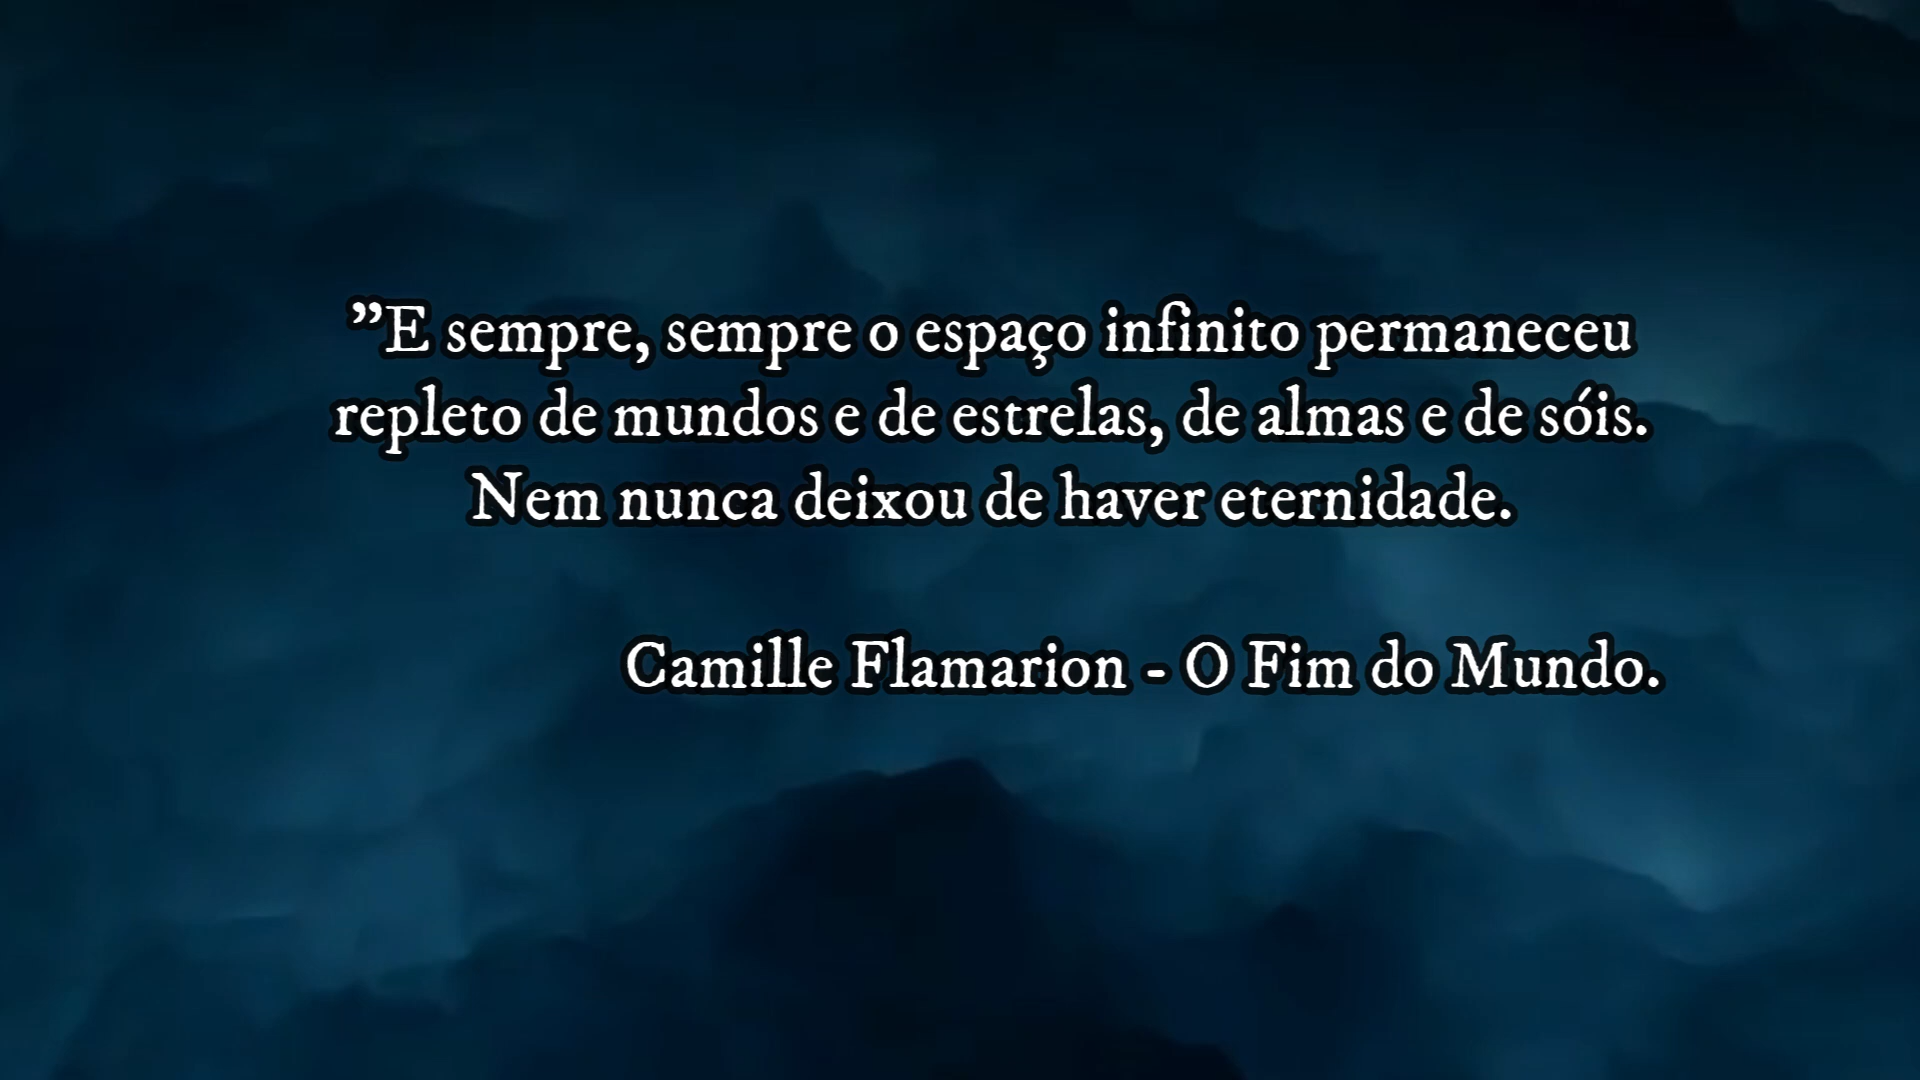 "E sempre, sempre o espaço infinito permaneceu
repleto de mundos e de estrelas, de almas e de sóis.
Nem nunca deixou de haver eternidade.
Camille Flamarion - O Fim do Mundo.